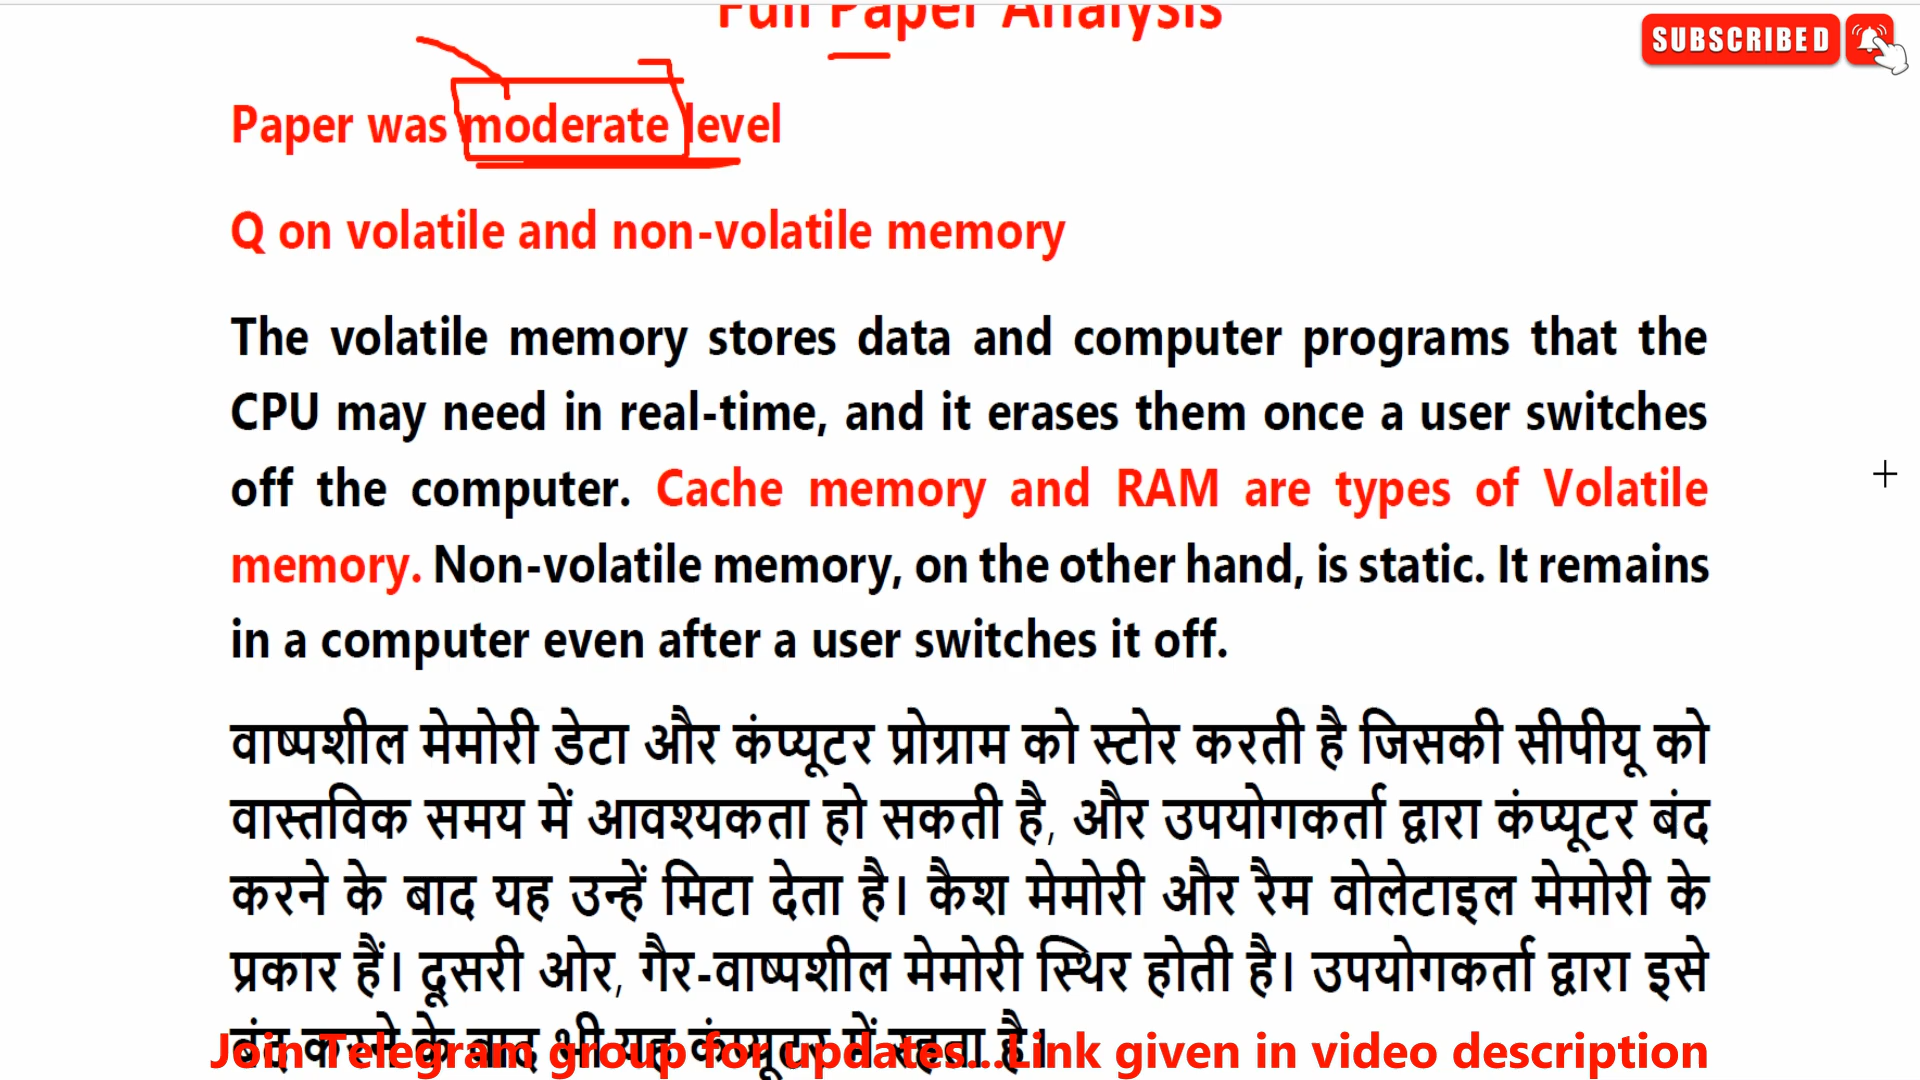 Full Paper Analysis
SUBSCRIBED
Paper was moderate level
Q on volatile and non-volatile memory
The volatile memory stores data and computer programs that the
CPU may need in real-time, and it erases them once a user switches
off the computer. Cache memory and RAM are types of Volatile
memory. Non-volatile memory, on the other hand, is static. It remains
in a computer even after a user switches it off.
वाष्पशील मेमोरी डेटा और कंप्यूटर प्रोग्राम को स्टोर करती है जिसकी सीपीयू को
वास्तविक समय में आवश्यकता हो सकती है, और उपयोगकर्ता द्वारा कंप्यूटर बंद
करने के बाद यह उन्हें मिटा देता है। कैश मेमोरी और रैम वोलेटाइल मेमोरी के
प्रकार हैं। दूसरी ओर, गैर-वाष्पशील मेमोरी स्थिर होती है। उपयोगकर्ता द्वारा इसे
बंद करने के बाद भी यह कंप्यूटर में रहता है।
Join Telegram group for updates...Link given in video description